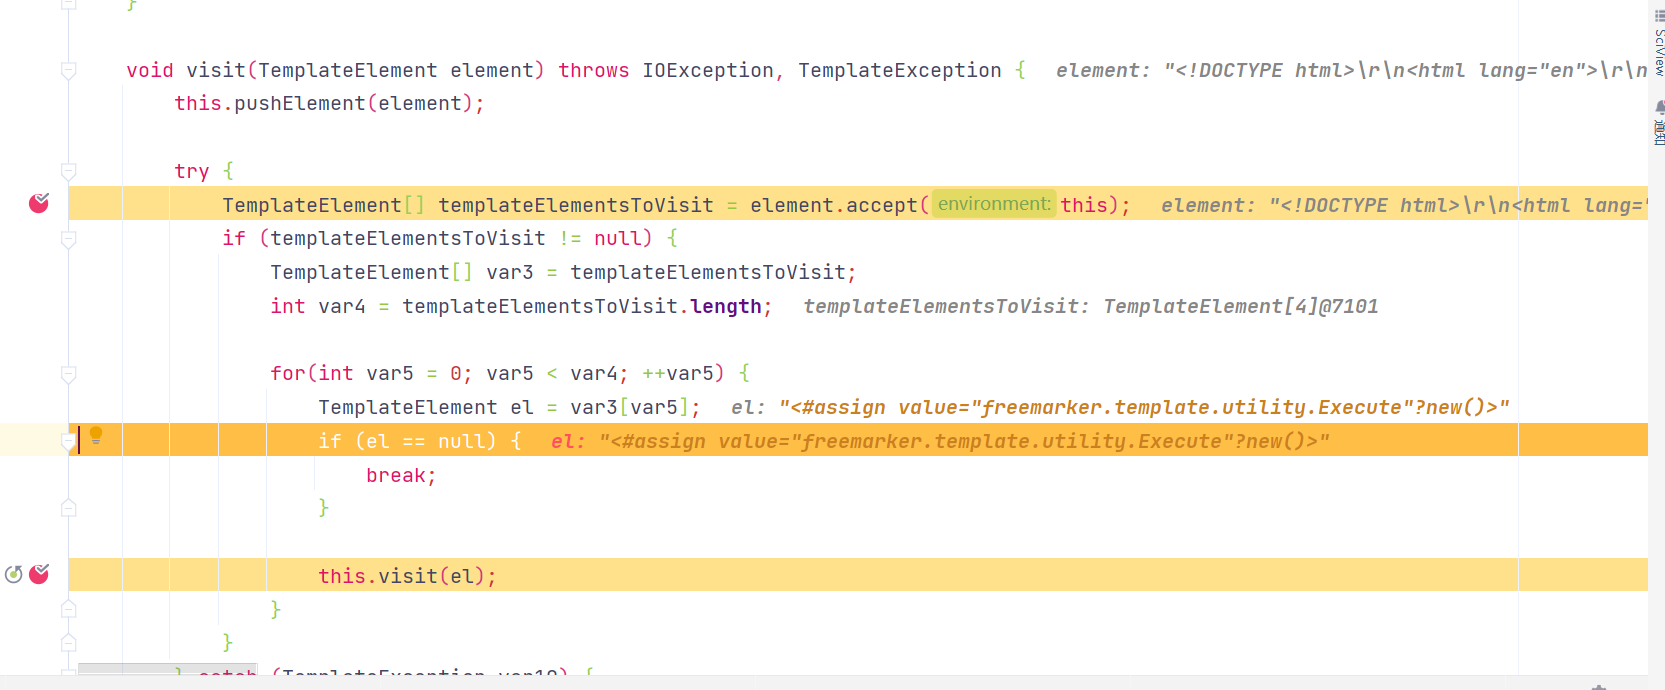 }
void visit(TemplateElement element) throws IOException, TemplateException {   element: "<!DOCTYPE html>\r\n<html lang="en">\r\n
this.pushElement(element);
try {
TemplateElement[] templateElementsToVisit = element.accept( environment: this);   element: "<!DOCTYPE html>\r\n<html lang="
if (templateElementsToVisit != null) {
TemplateElement[] var3 = templateElementsToVisit;
int var4 = templateElementsToVisit.length;   templateElementsToVisit: TemplateElement[4]@7101
for(int var5 = 0; var5 < var4; ++var5) {
TemplateElement el = var3[var5];   el: "<#assign value="freemarker.template.utility.Execute"?new()>"
if (el == null) {   el: "<#assign value="freemarker.template.utility.Execute"?new()>"
break;
}
this.visit(el);
}
}
} catch (TemplateException var10) {
SciView
通知